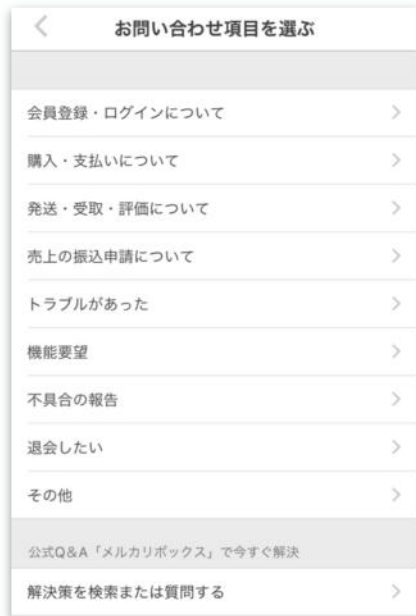 お問い合わせ項目を選ぶ
会員登録・ログインについて
購入・支払いについて
発送・受取・評価について
売上の振込申請について
トラブルがあった
機能要望
不具合の報告
退会したい
その他
公式Q&A「メルカリボックス」で今すぐ解決
解決策を検索または質問する